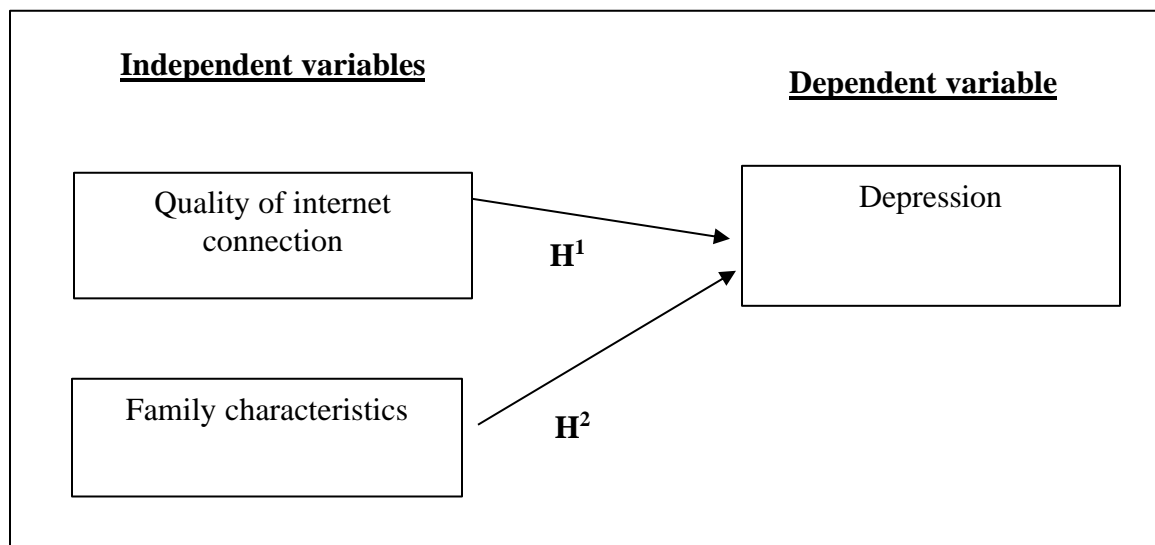 Independent variables
Dependent variable
Quality of internet
connection
Depression
H¹
Family characteristics
H²